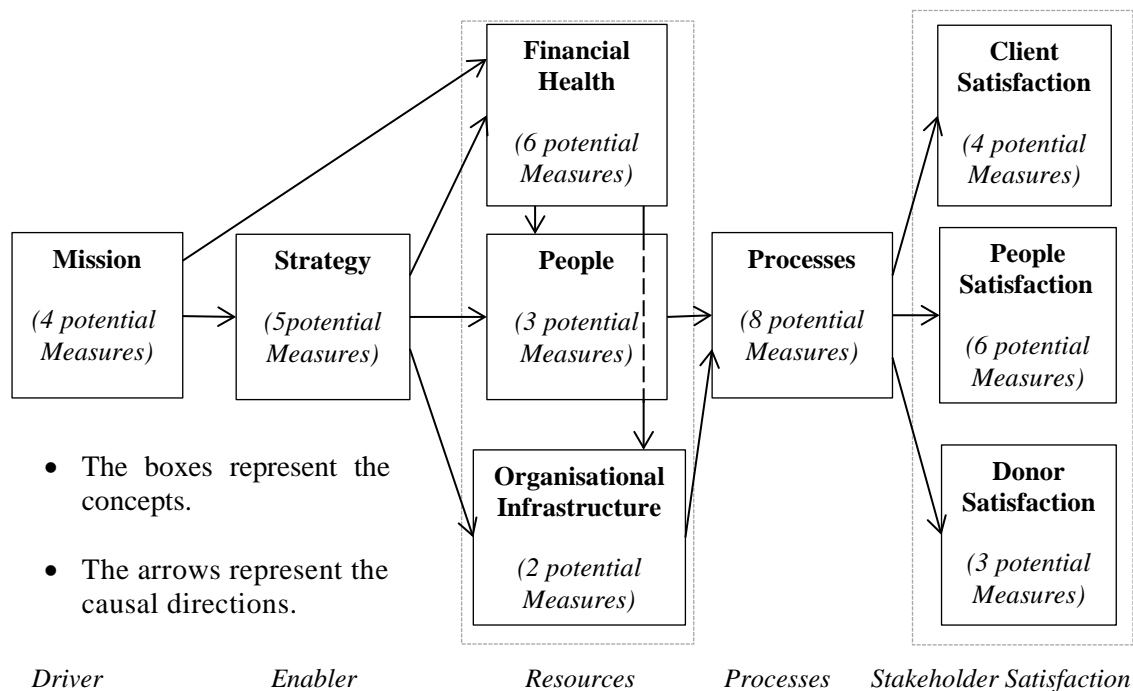 Financial
Health
(6 potential
Measures)
Client
Satisfaction
(4 potential
Measures)
Mission
(4 potential
Measures)
Strategy
(5potential
Measures)
People
(3 potential
Measures)
Processes
(8 potential
Measures)
People
Satisfaction
(6 potential
Measures)
• The boxes represent the
concepts.
• The arrows represent the
causal directions.
Organisational
Infrastructure
(2 potential
Measures)
Donor
Satisfaction
(3 potential
Measures)
Driver
Enabler
Resources
Processes
Stakeholder Satisfaction